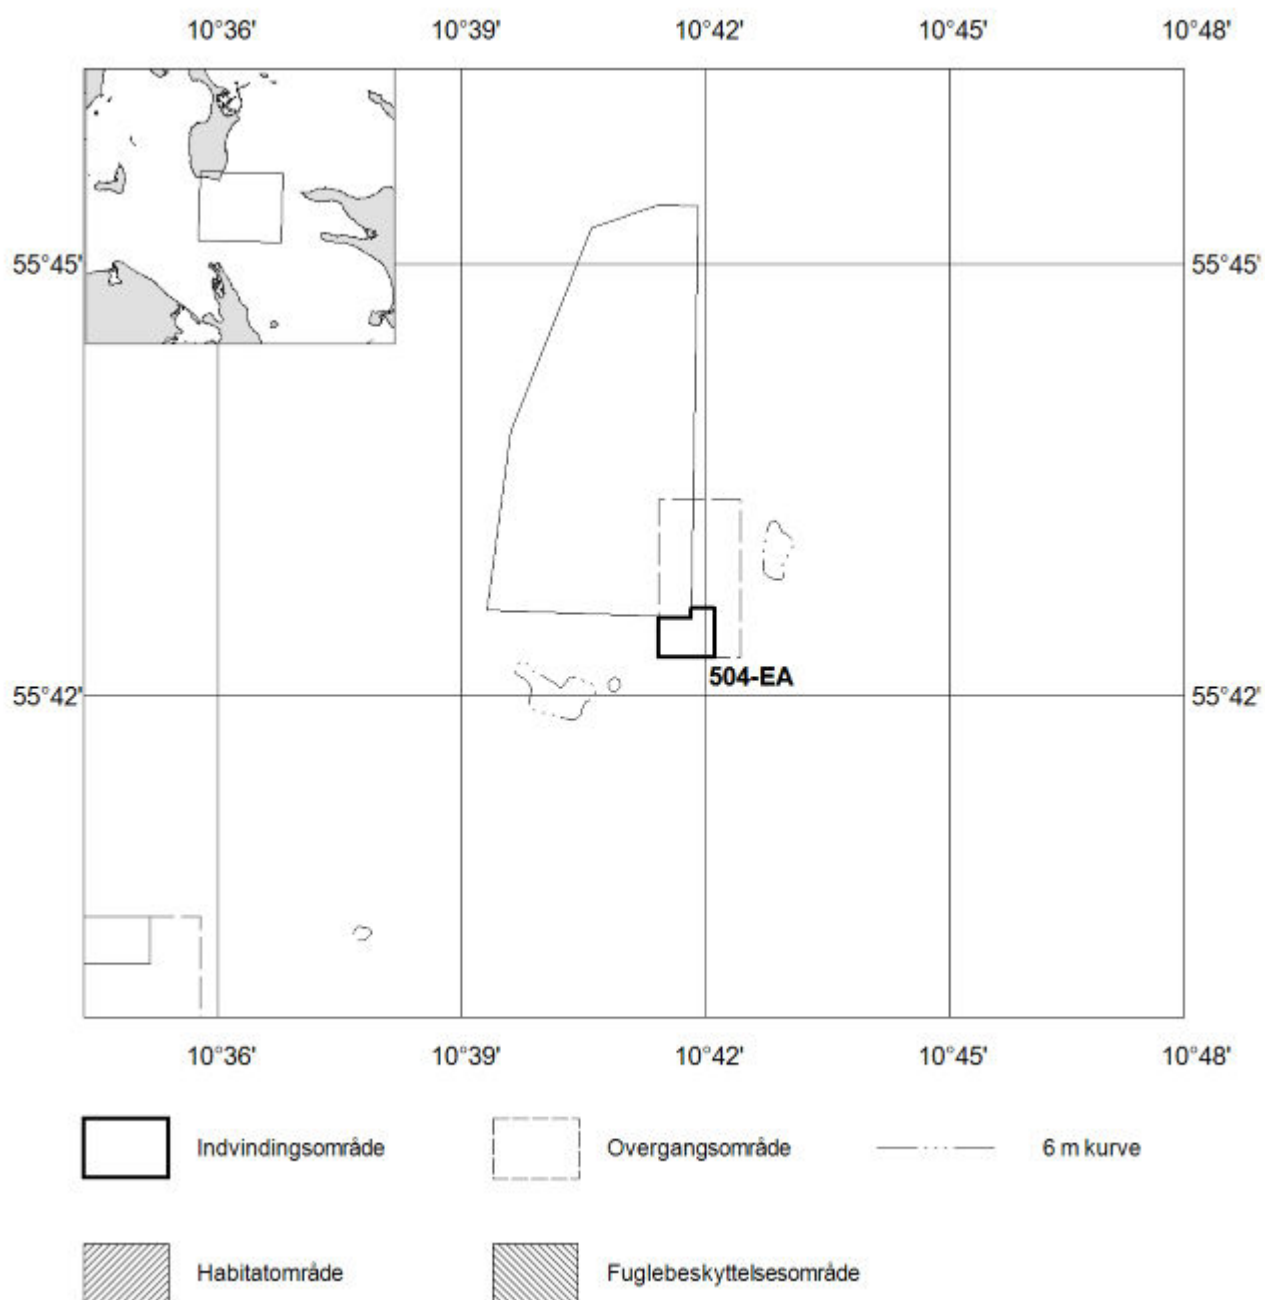 10°36' 10°39' 10°42' 10°45' 10°48'
55°45' 55°45'
504-EA
55°42' 55°42'
10°36' 10°39' 10°42' 10°45' 10°48'
Indvindingsområde Overgangsområde 6 m kurve
Habitatområde Fuglebeskyttelsesområde